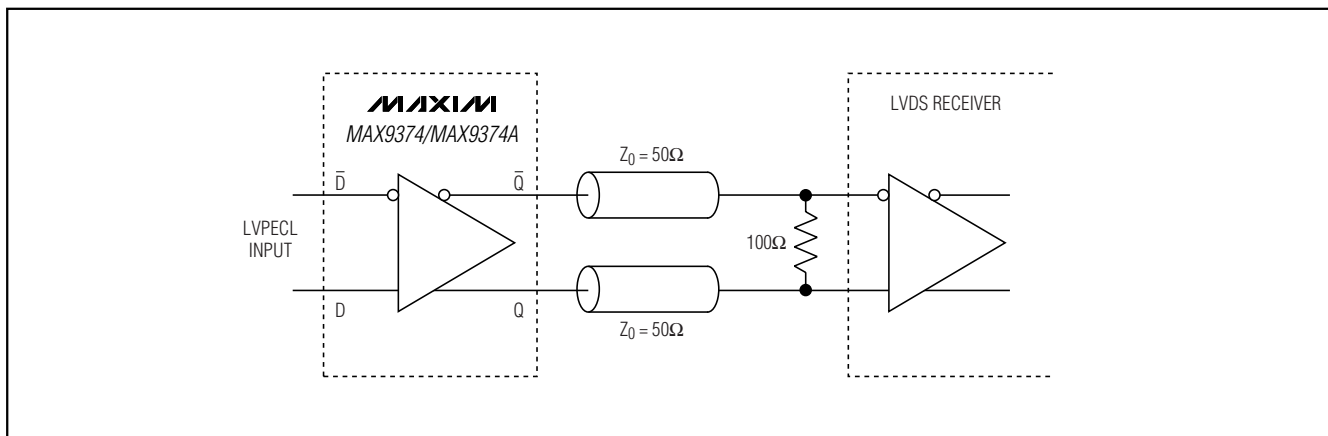 MAXIM
MAX9374/MAX9374A
LVDS RECEIVER
Z₀ = 50Ω
D̅
Q̅
LVPECL
INPUT
100Ω
D
Q
Z₀ = 50Ω